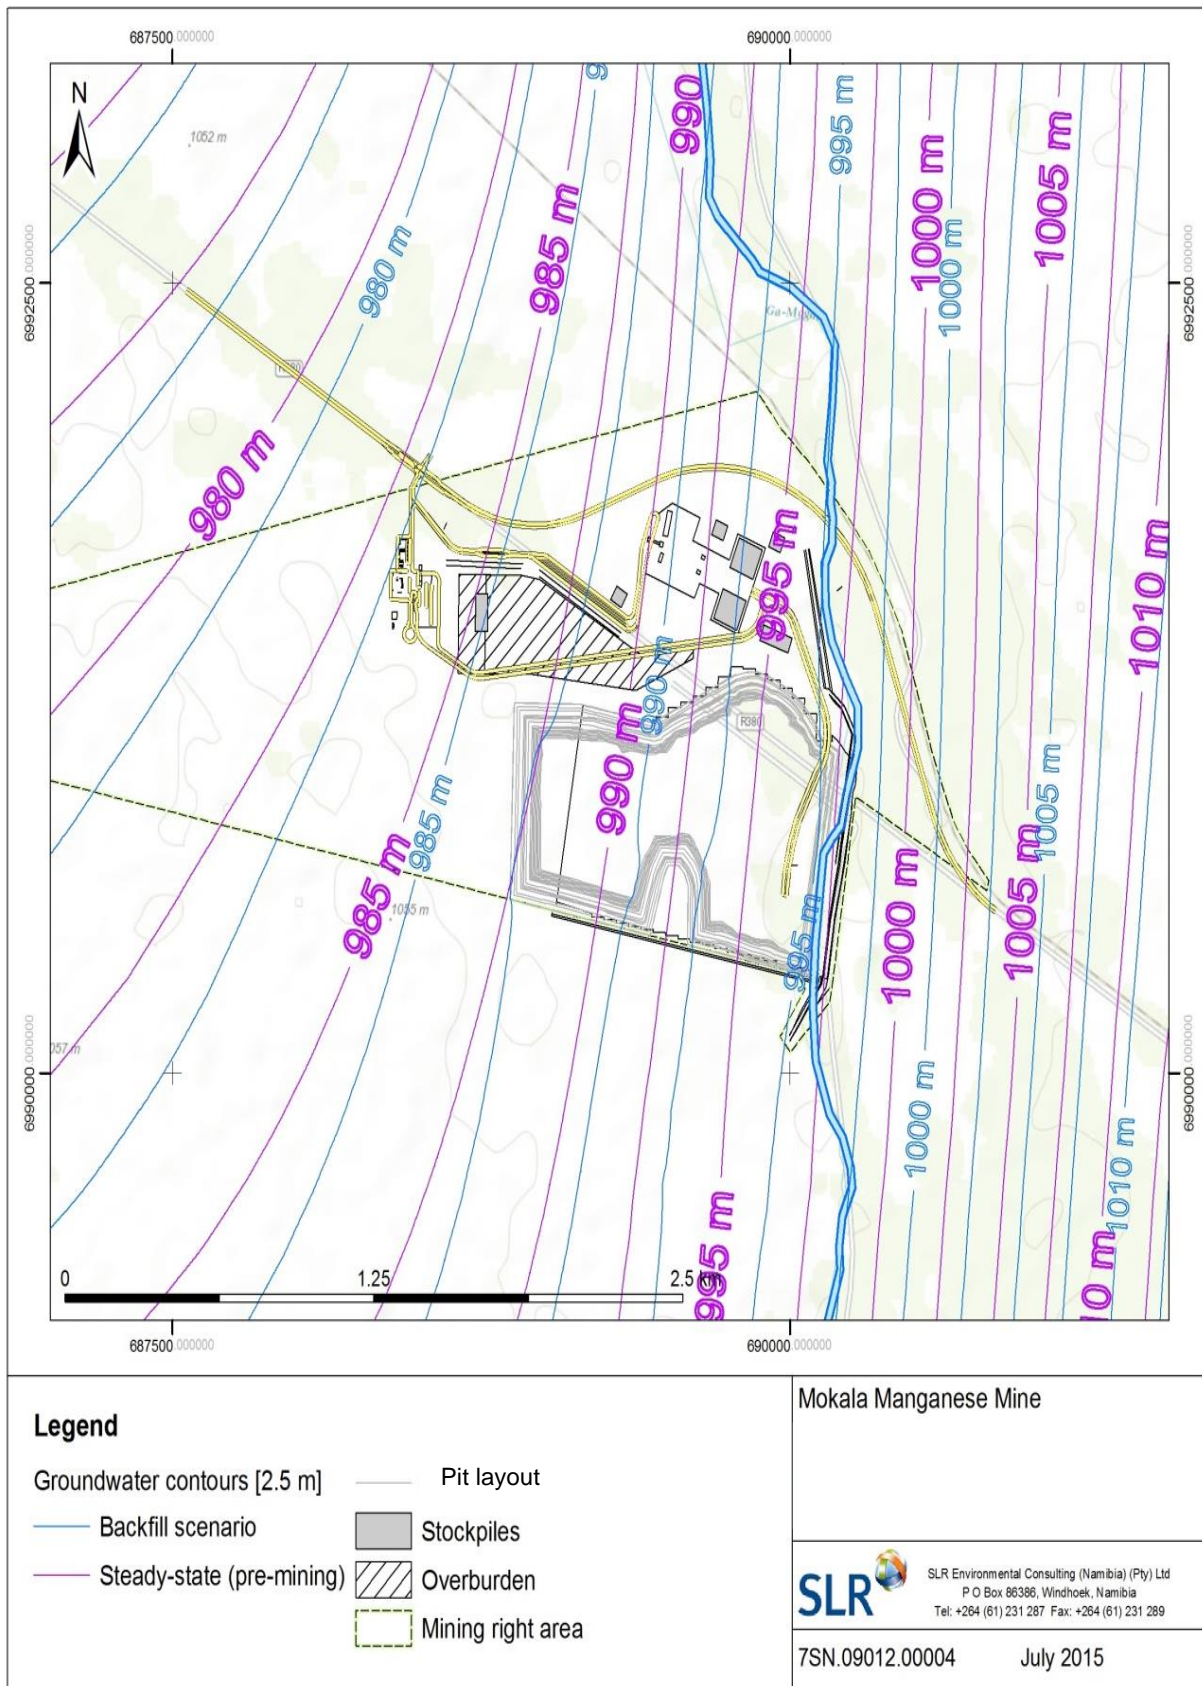 687500.000000
690000.000000
N
1052 m
6992500.000000
6992500.000000
990
995 m
985 m
1000 m
1000 m
1005 m
980 m
980 m
995 m
1010 m
990 m
990 m
R380
985 m
985 m
1055 m
1005 m
1005 m
1000 m
995 m
6990000.000000
6990000.000000
057 m
1000 m
1010 m
995 m
10 m
0
1.25
2.5 km
687500.000000
690000.000000
Legend
Groundwater contours [2.5 m]
Backfill scenario
Steady-state (pre-mining)
Pit layout
Stockpiles
Overburden
Mining right area
Mokala Manganese Mine
SLR
SLR Environmental Consulting (Namibia) (Pty) Ltd
P O Box 86386, Windhoek, Namibia
Tel: +264 (61) 231 287 Fax: +264 (61) 231 289
7SN.09012.00004
July 2015